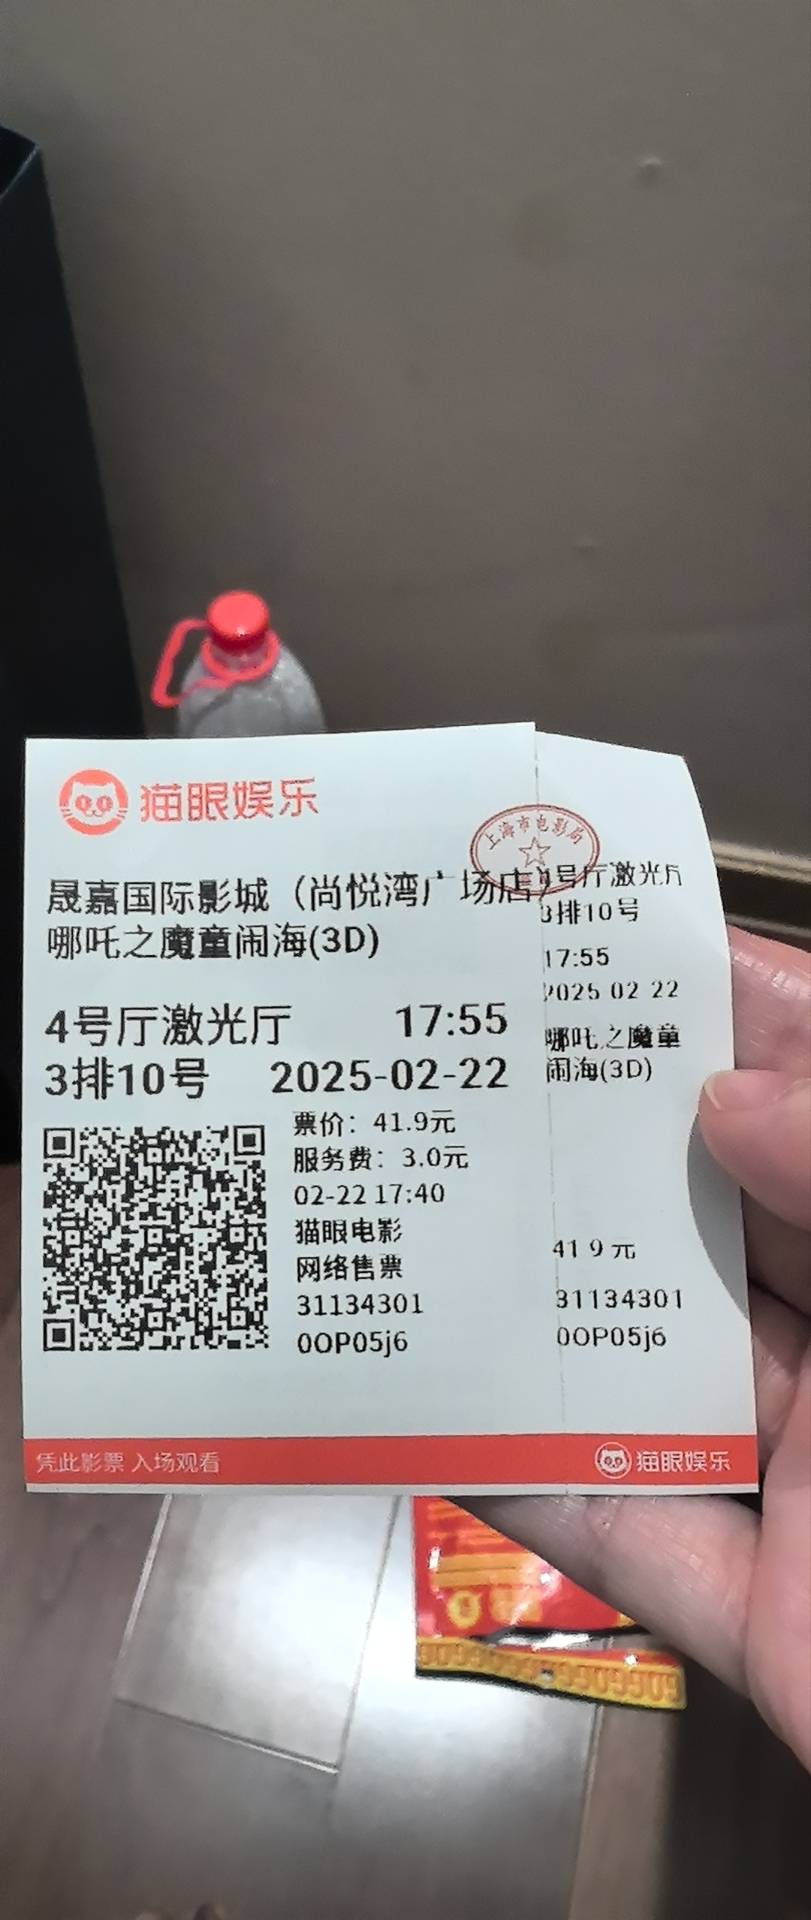 猫眼娱乐
上海市电影局
晟嘉国际影城（尚悦湾广场店）
哪吒之魔童闹海(3D)
4号厅激光厅 17:55
3排10号 2025-02-22
票价：41.9元
服务费：3.0元
02-22 17:40
猫眼电影
网络售票
31134301
0OP05j6
号厅激光厅
3排10号
17:55
2025 02 22
哪吒之魔童
闹海(3D)
41 9 元
31134301
0OP05j6
凭此影票 入场观看
猫眼娱乐